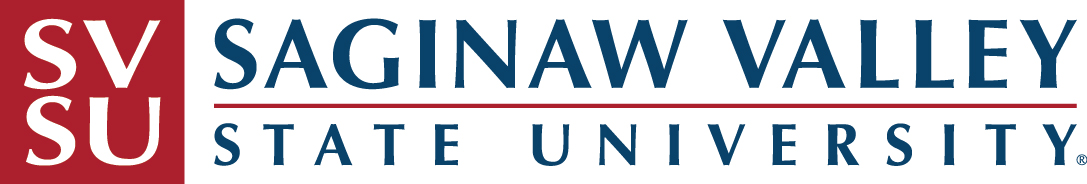 SV
SU
SAGINAW VALLEY
STATE UNIVERSITY®